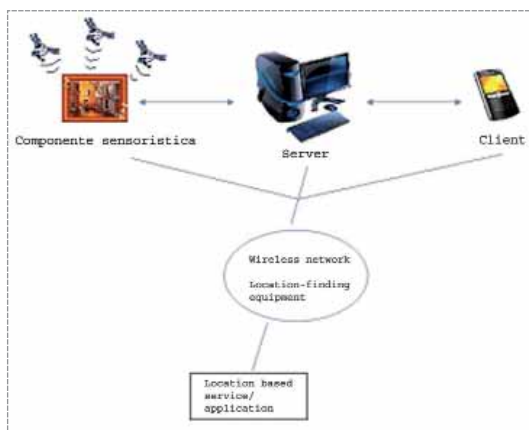 Componente sensoristica
Server
Client
Wireless network
Location-finding
equipment
Location based
service/
application